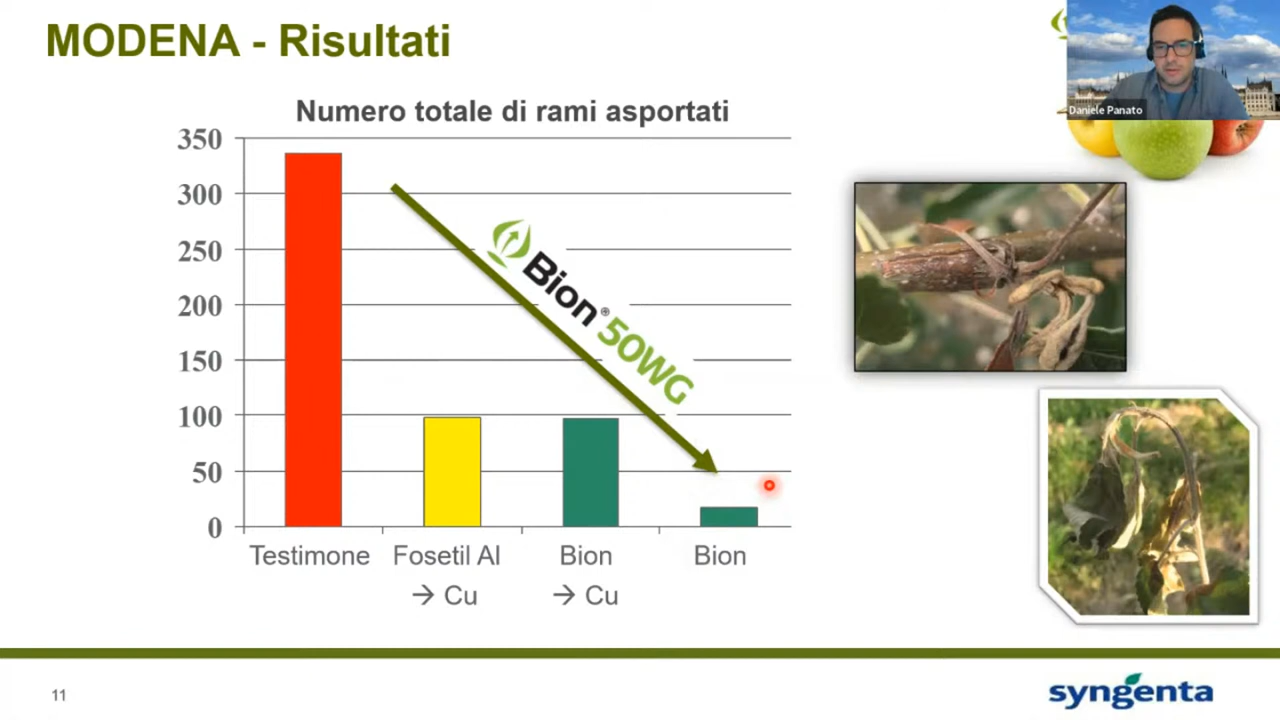 MODENA - Risultati
Daniele Panato
Numero totale di rami asportati
350
300
250
200
150
100
50
0
Bion® 50WG
Testimone Fosetil Al Bion Bion
→ Cu → Cu
11
syngenta